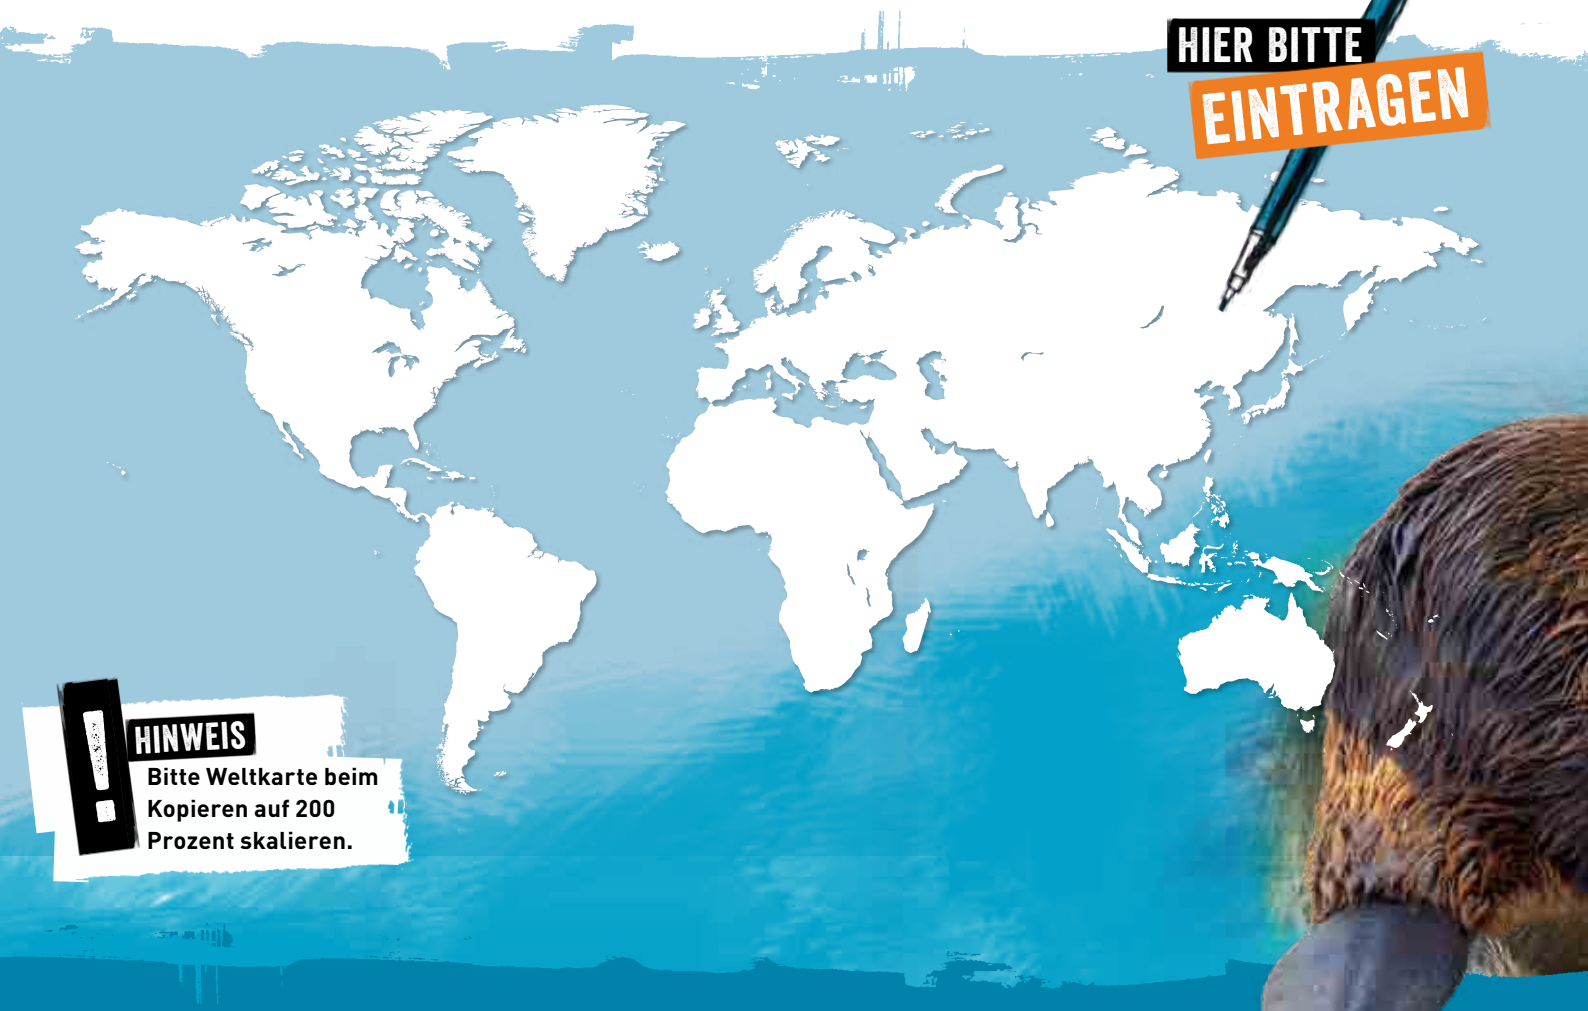 HIER BITTE
EINTRAGEN
!
HINWEIS
Bitte Weltkarte beim
Kopieren auf 200
Prozent skalieren.